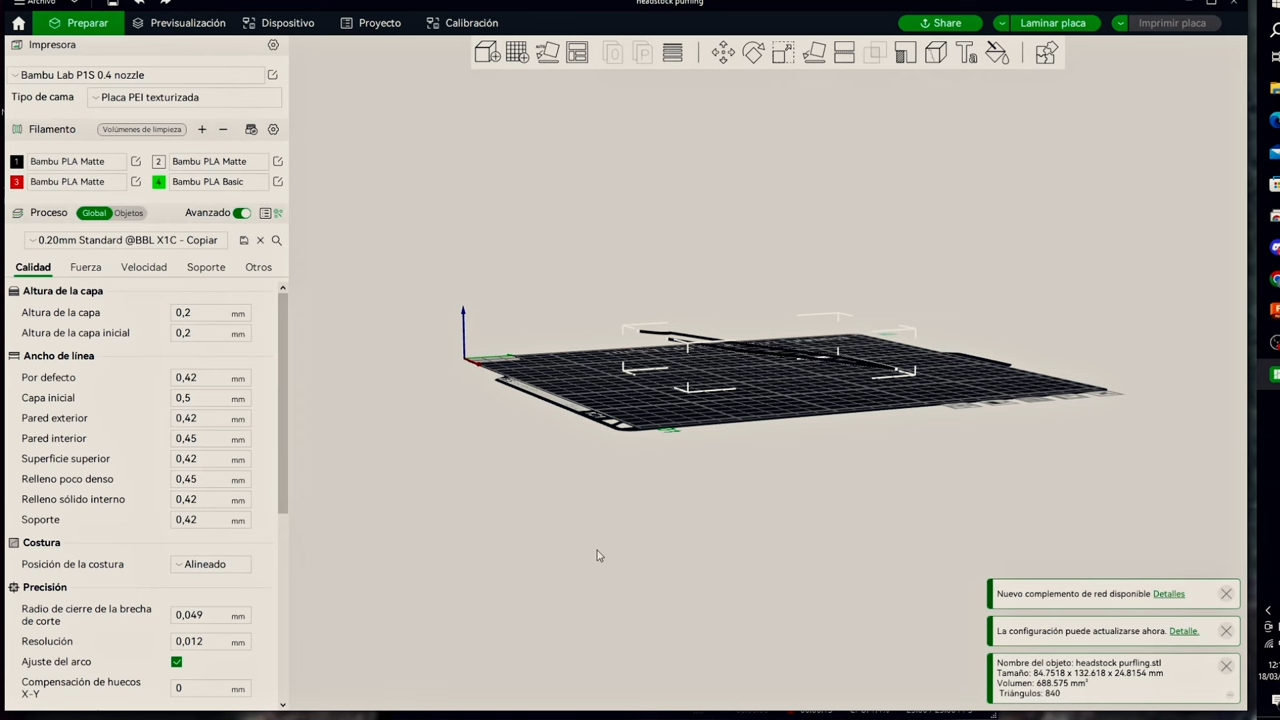 Archivo
headstock purfling
Preparar
Previsualización
Dispositivo
Proyecto
Calibración
Share
Laminar placa
Imprimir placa
Impresora
Bambu Lab P1S 0.4 nozzle
Tipo de cama
Placa PEI texturizada
Filamento
Volúmenes de limpieza
1 Bambu PLA Matte
2 Bambu PLA Matte
3 Bambu PLA Matte
4 Bambu PLA Basic
Proceso
Global
Objetos
Avanzado
0.20mm Standard @BBL X1C - Copiar
Calidad
Fuerza
Velocidad
Soporte
Otros
Altura de la capa
Altura de la capa 0,2 mm
Altura de la capa inicial 0,2 mm
Ancho de línea
Por defecto 0,42 mm
Capa inicial 0,5 mm
Pared exterior 0,42 mm
Pared interior 0,45 mm
Superficie superior 0,42 mm
Relleno poco denso 0,45 mm
Relleno sólido interno 0,42 mm
Soporte 0,42 mm
Costura
Posición de la costura Alineado
Precisión
Radio de cierre de la brecha
de corte 0,049 mm
Resolución 0,012 mm
Ajuste del arco
Compensación de huecos
X-Y 0 mm
Nuevo complemento de red disponible Detalles
La configuración puede actualizarse ahora. Detalle.
Nombre del objeto: headstock purfling.stl
Tamaño: 84.7518 x 132.618 x 24.8154 mm
Volumen: 688.575 mm³
Triángulos: 840